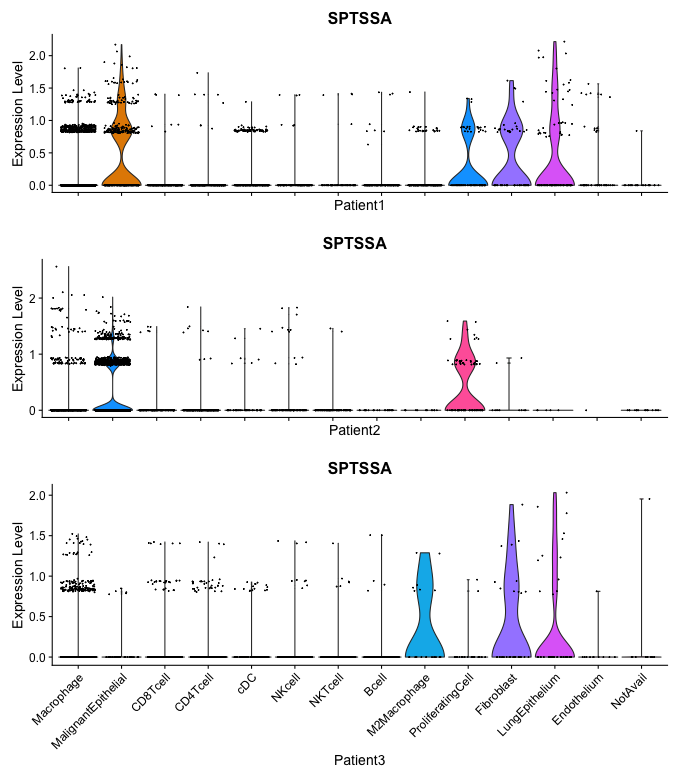 SPTSSA
Expression Level
2.0
1.5
1.0
0.5
0.0
Patient1
SPTSSA
Expression Level
2
1
0
Patient2
SPTSSA
Expression Level
2.0
1.5
1.0
0.5
0.0
Macrophage
MalignantEpithelial
CD8Tcell
CD4Tcell
cDC
NKcell
NKTcell
Bcell
M2Macrophage
ProliferatingCell
Fibroblast
LungEpithelium
Endothelium
NotAvail
Patient3